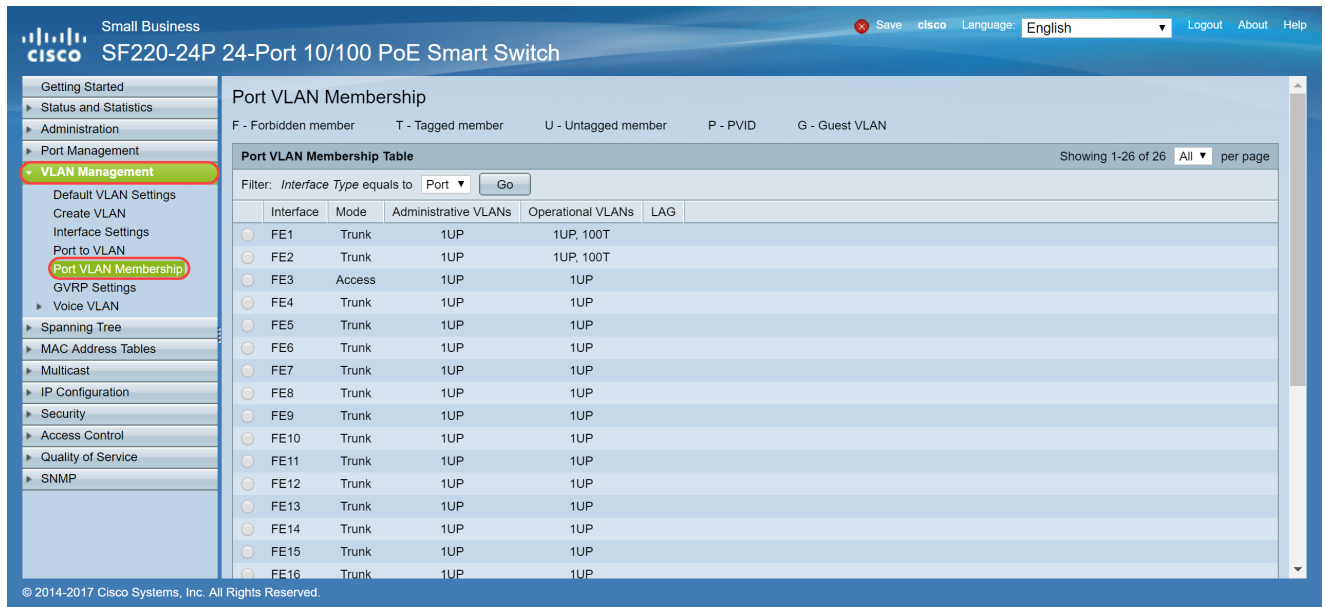 Small Business
CISCO SF220-24P 24-Port 10/100 PoE Smart Switch
Save cisco Language: English Logout About Help
Getting Started
Status and Statistics
Administration
Port Management
VLAN Management
Default VLAN Settings
Create VLAN
Interface Settings
Port to VLAN
Port VLAN Membership
GVRP Settings
Voice VLAN
Spanning Tree
MAC Address Tables
Multicast
IP Configuration
Security
Access Control
Quality of Service
SNMP
Port VLAN Membership
F - Forbidden member T - Tagged member U - Untagged member P - PVID G - Guest VLAN
Port VLAN Membership Table Showing 1-26 of 26 All per page
Filter: Interface Type equals to Port Go
Interface Mode Administrative VLANs Operational VLANs LAG
FE1 Trunk 1UP 1UP, 100T
FE2 Trunk 1UP 1UP, 100T
FE3 Access 1UP 1UP
FE4 Trunk 1UP 1UP
FE5 Trunk 1UP 1UP
FE6 Trunk 1UP 1UP
FE7 Trunk 1UP 1UP
FE8 Trunk 1UP 1UP
FE9 Trunk 1UP 1UP
FE10 Trunk 1UP 1UP
FE11 Trunk 1UP 1UP
FE12 Trunk 1UP 1UP
FE13 Trunk 1UP 1UP
FE14 Trunk 1UP 1UP
FE15 Trunk 1UP 1UP
FE16 Trunk 1UP 1UP
© 2014-2017 Cisco Systems, Inc. All Rights Reserved.